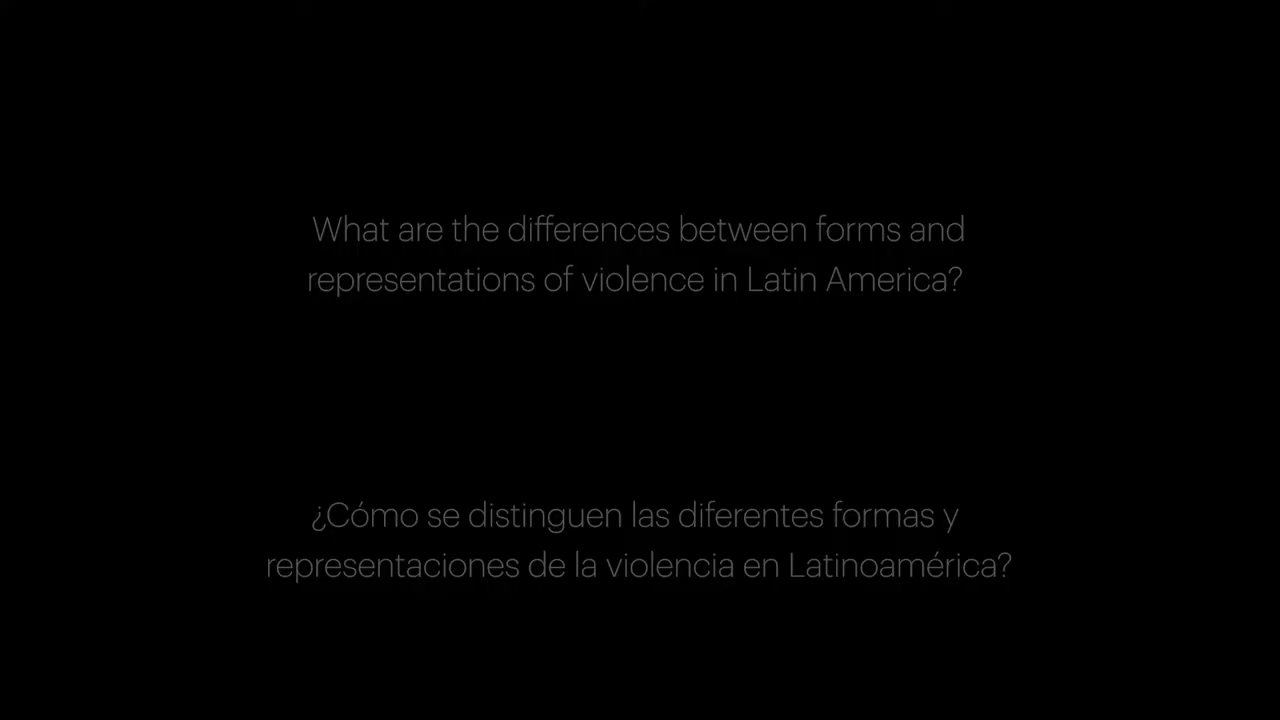 What are the differences between forms and
representations of violence in Latin America?
¿Cómo se distinguen las diferentes formas y
representaciones de la violencia en Latinoamérica?